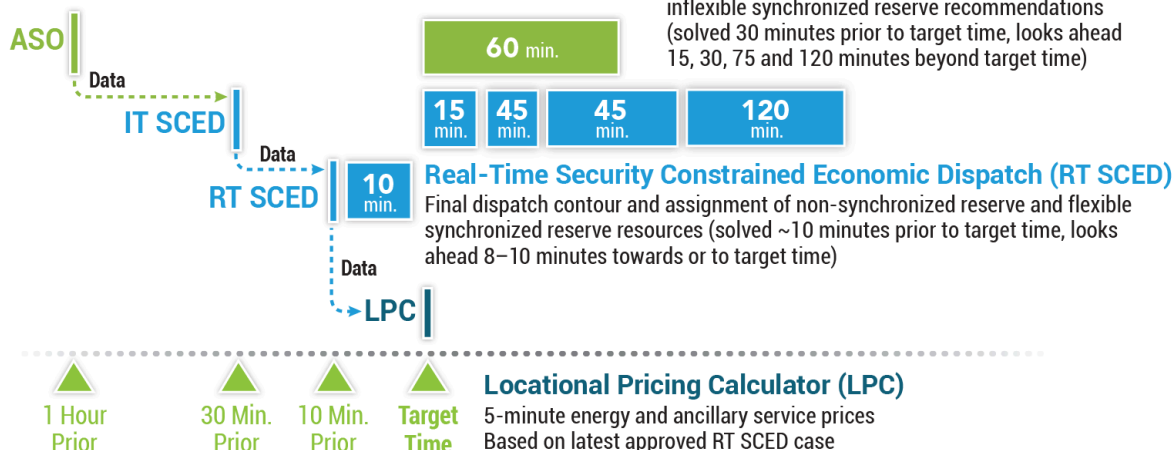 inflexible synchronized reserve recommendations
(solved 30 minutes prior to target time, looks ahead
15, 30, 75 and 120 minutes beyond target time)
ASO
60 min.
Data
IT SCED
15 min.
45 min.
45 min.
120 min.
Data
RT SCED
10 min.
Real-Time Security Constrained Economic Dispatch (RT SCED)
Final dispatch contour and assignment of non-synchronized reserve and flexible
synchronized reserve resources (solved ~10 minutes prior to target time, looks
ahead 8–10 minutes towards or to target time)
Data
LPC
1 Hour
Prior
30 Min.
Prior
10 Min.
Prior
Target
Time
Locational Pricing Calculator (LPC)
5-minute energy and ancillary service prices
Based on latest approved RT SCED case